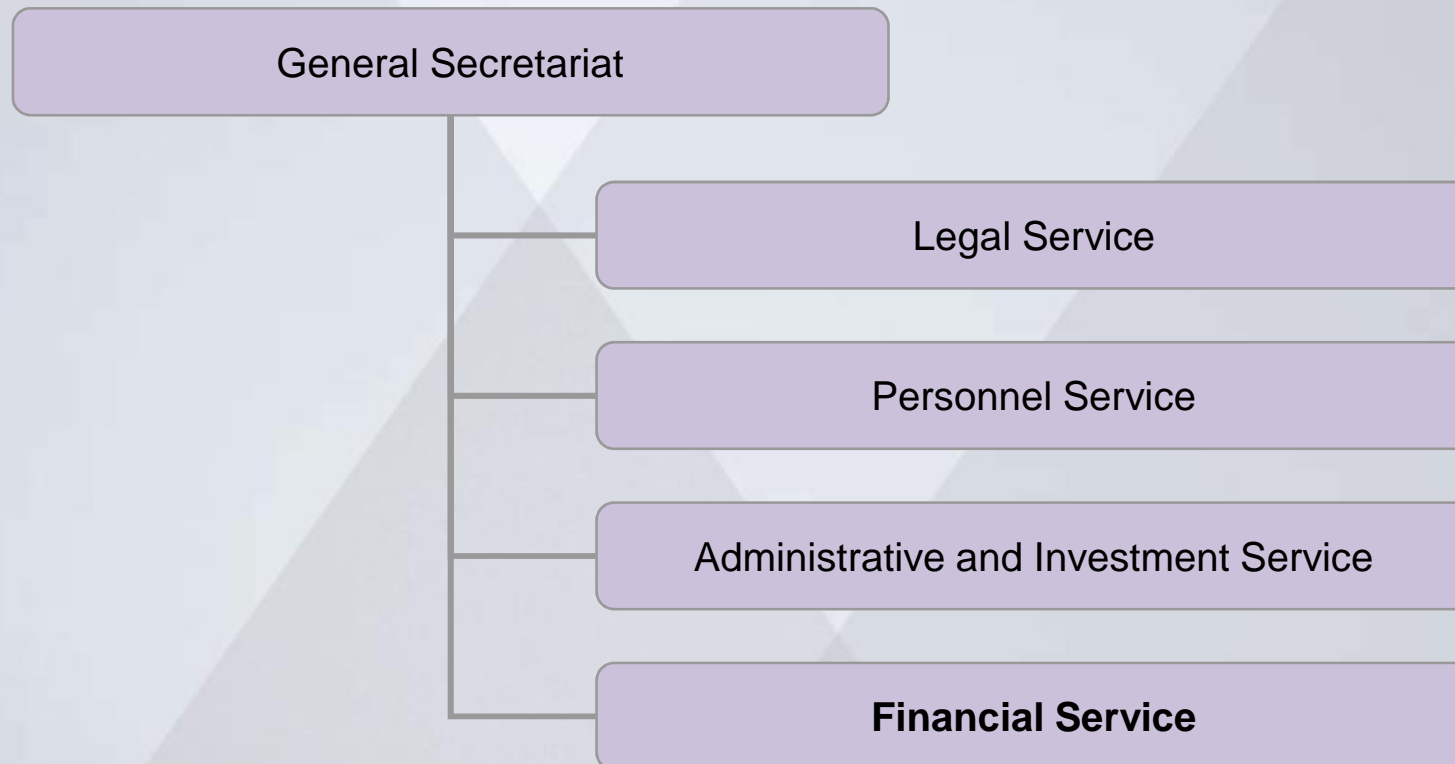 General Secretariat
Legal Service
Personnel Service
Administrative and Investment Service
Financial Service